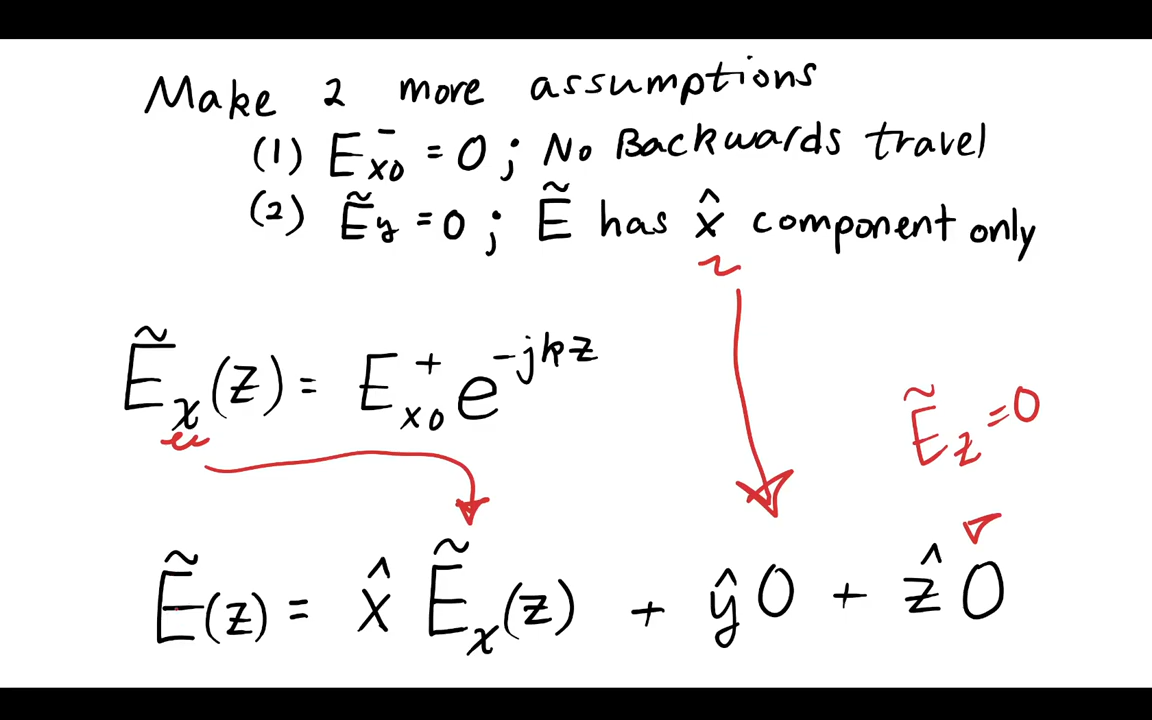 Make 2 more assumptions
(1) E⁻ₓ₀ = 0 ; No Backwards travel
(2) Ẽy = 0 ; Ẽ has x̂ component only
Ẽₓ(z) = E⁺ₓ₀ e^-jkz
Ẽz = 0
Ẽ(z) = x̂ Ẽₓ(z) + ŷ 0 + ẑ 0